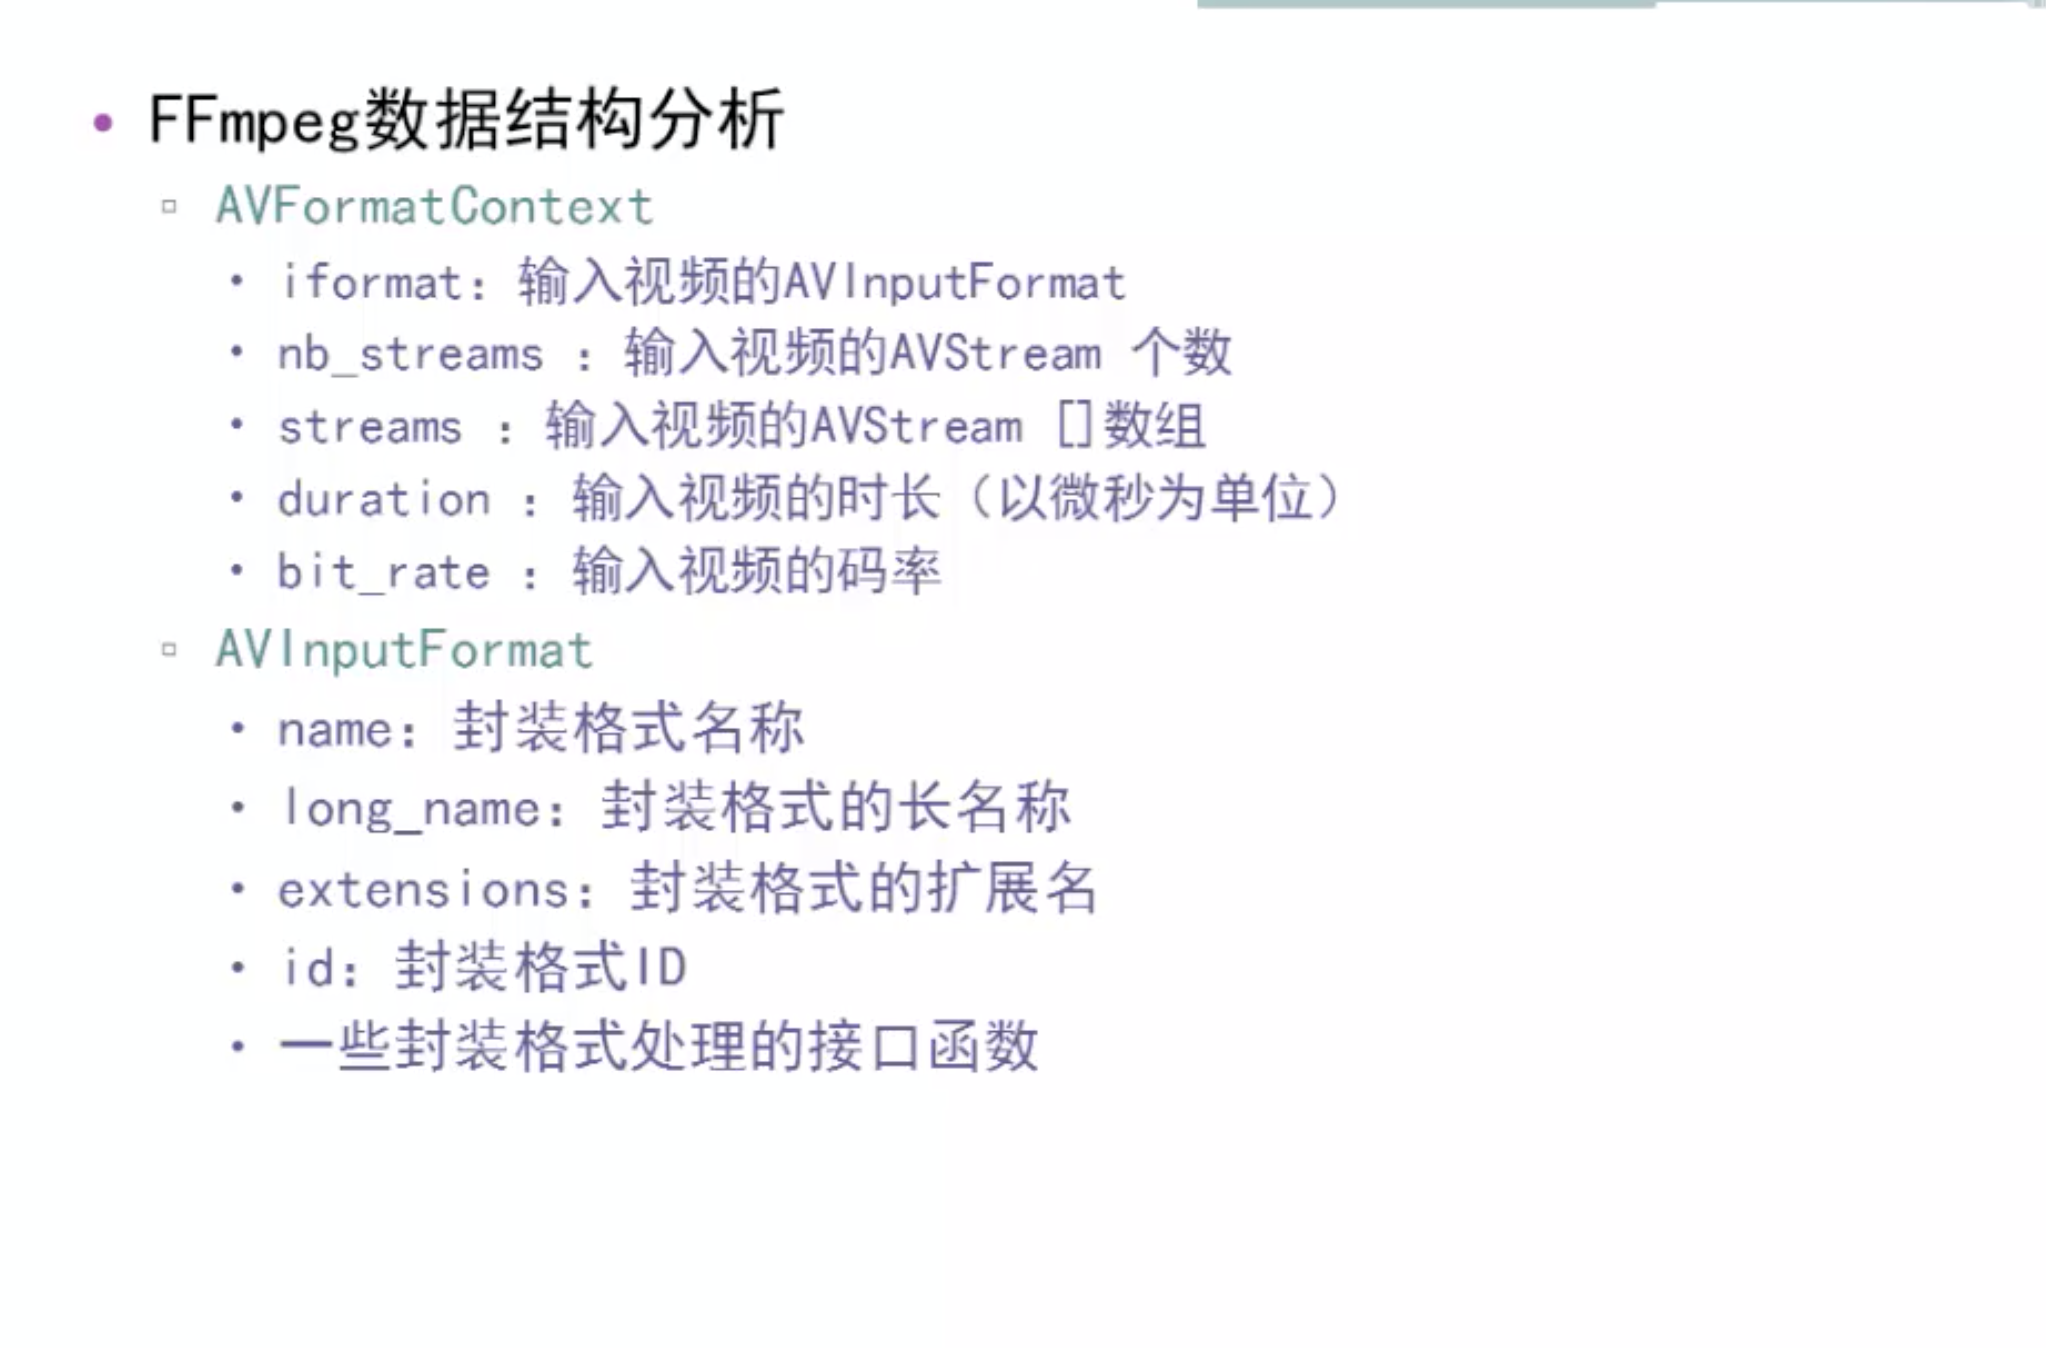 • FFmpeg数据结构分析
▫ AVFormatContext
• iformat：输入视频的AVInputFormat
• nb_streams ：输入视频的AVStream 个数
• streams ：输入视频的AVStream []数组
• duration ：输入视频的时长（以微秒为单位）
• bit_rate ：输入视频的码率
▫ AVInputFormat
• name：封装格式名称
• long_name：封装格式的长名称
• extensions：封装格式的扩展名
• id：封装格式ID
• 一些封装格式处理的接口函数